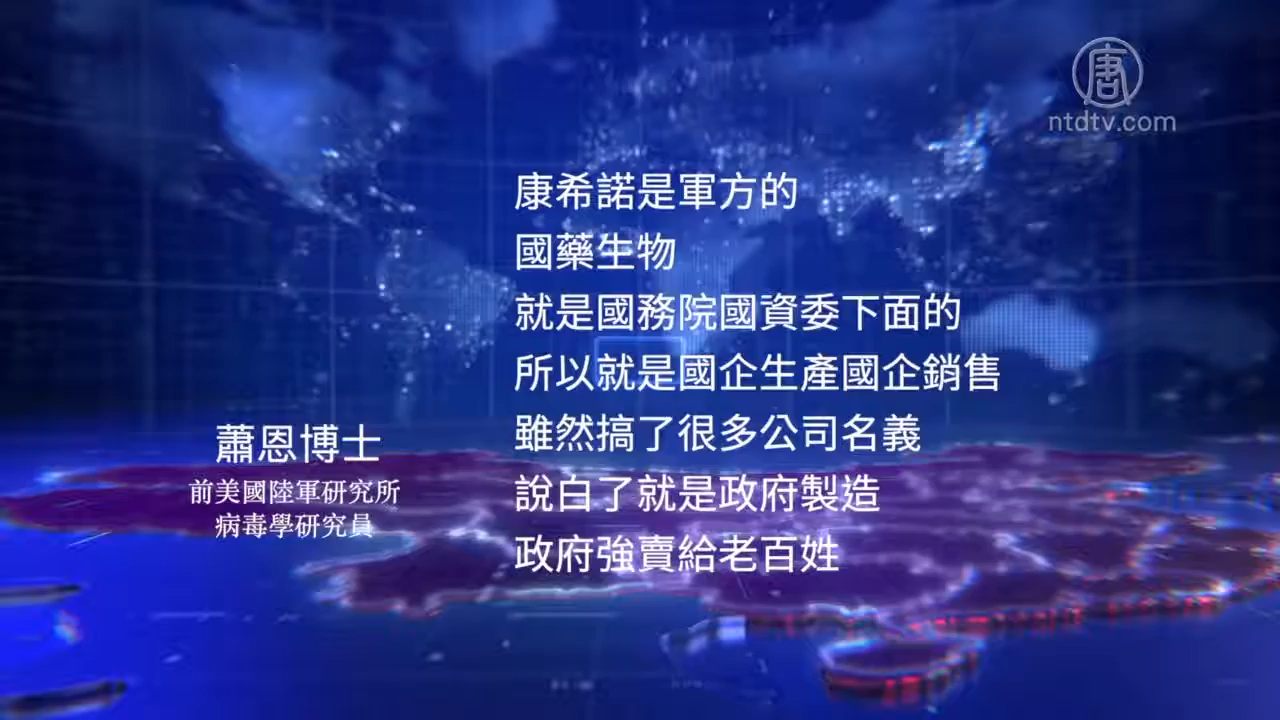 唐
ntdtv.com
康希諾是軍方的
國藥生物
就是國務院國資委下面的
所以就是國企生產國企銷售
雖然搞了很多公司名義
說白了就是政府製造
政府強賣給老百姓
蕭恩博士
前美國陸軍研究所
病毒學研究員